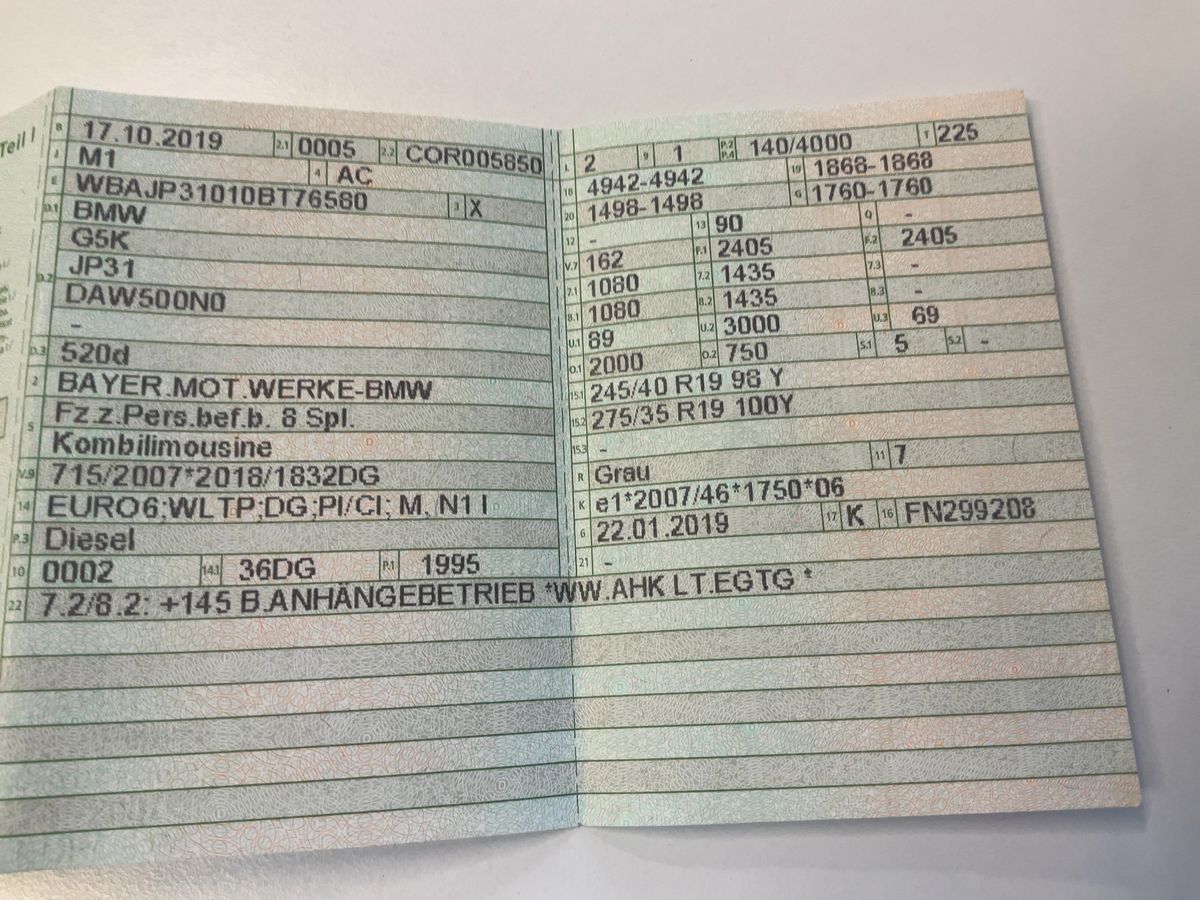 Teil I
B 17.10.2019 2.1 0005 2.2 COR005850
J M1 4 AC
E WBAJP31010BT76580 3 X
D.1 BMW
G5K
D.2 JP31
DAW500N0
-
D.3 520d
2 BAYER.MOT.WERKE-BMW
5 Fz.z.Pers.bef.b. 8 Spl.
Kombilimousine
V.9 715/2007*2018/1832DG
14 EURO6;WLTP;DG;PI/CI; M, N1 I
P.3 Diesel
10 0002 14.1 36DG P.1 1995
L 2 9 1 P.2 P.4 140/4000 T 225
18 4942-4942 19 1868-1868
20 1498-1498 G 1760-1760
12 - 13 90 Q -
V.7 162 F.1 2405 F.2 2405
7.1 1080 7.2 1435 7.3 -
8.1 1080 8.2 1435 8.3 -
U.1 89 U.2 3000 U.3 69
O.1 2000 O.2 750 S.1 5 S.2 -
15.1 245/40 R19 98 Y
15.2 275/35 R19 100Y
15.3 -
R Grau 11 7
K e1*2007/46*1750*06
6 22.01.2019 17 K 16 FN299208
21 -
22 7.2/8.2: +145 B.ANHÄNGEBETRIEB *WW.AHK LT.EGTG *